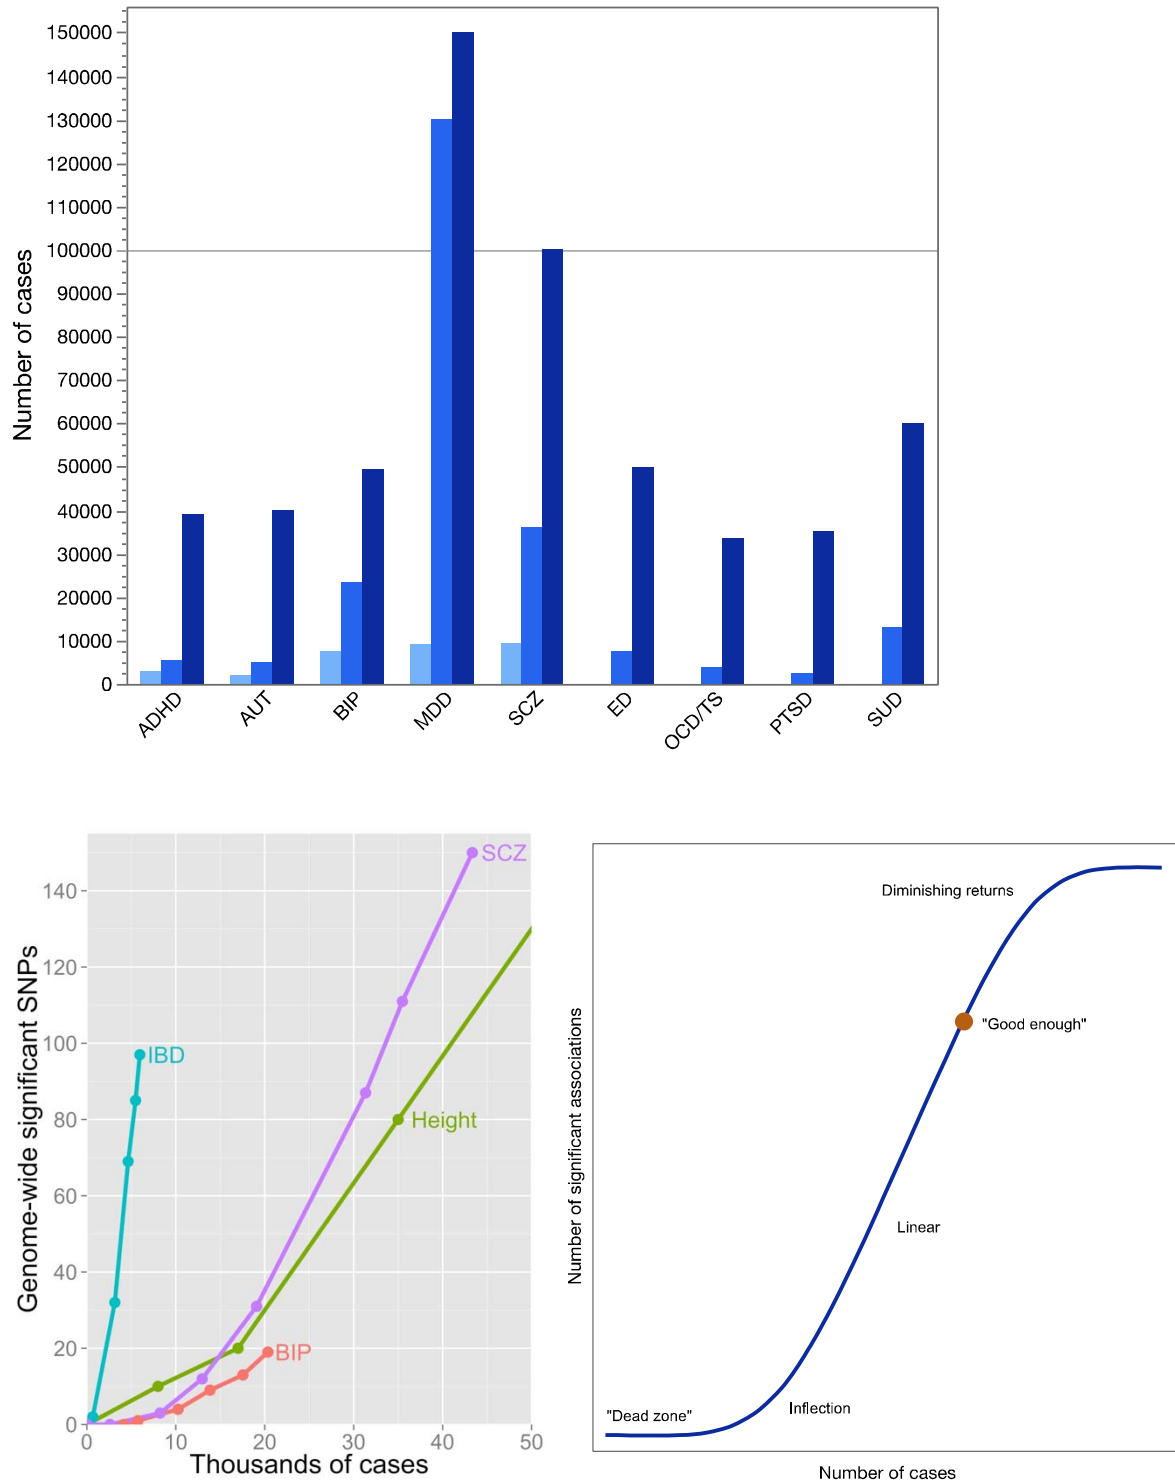 150000
140000
130000
120000
110000
100000
90000
80000
70000
60000
50000
40000
30000
20000
10000
0
Number of cases
ADHD
AUT
BIP
MDD
SCZ
ED
OCD/TS
PTSD
SUD
140
120
100
80
60
40
20
0
Genome-wide significant SNPs
SCZ
IBD
Height
BIP
0 10 20 30 40 50
Thousands of cases
Number of significant associations
Diminishing returns
"Good enough"
Linear
Inflection
"Dead zone"
Number of cases